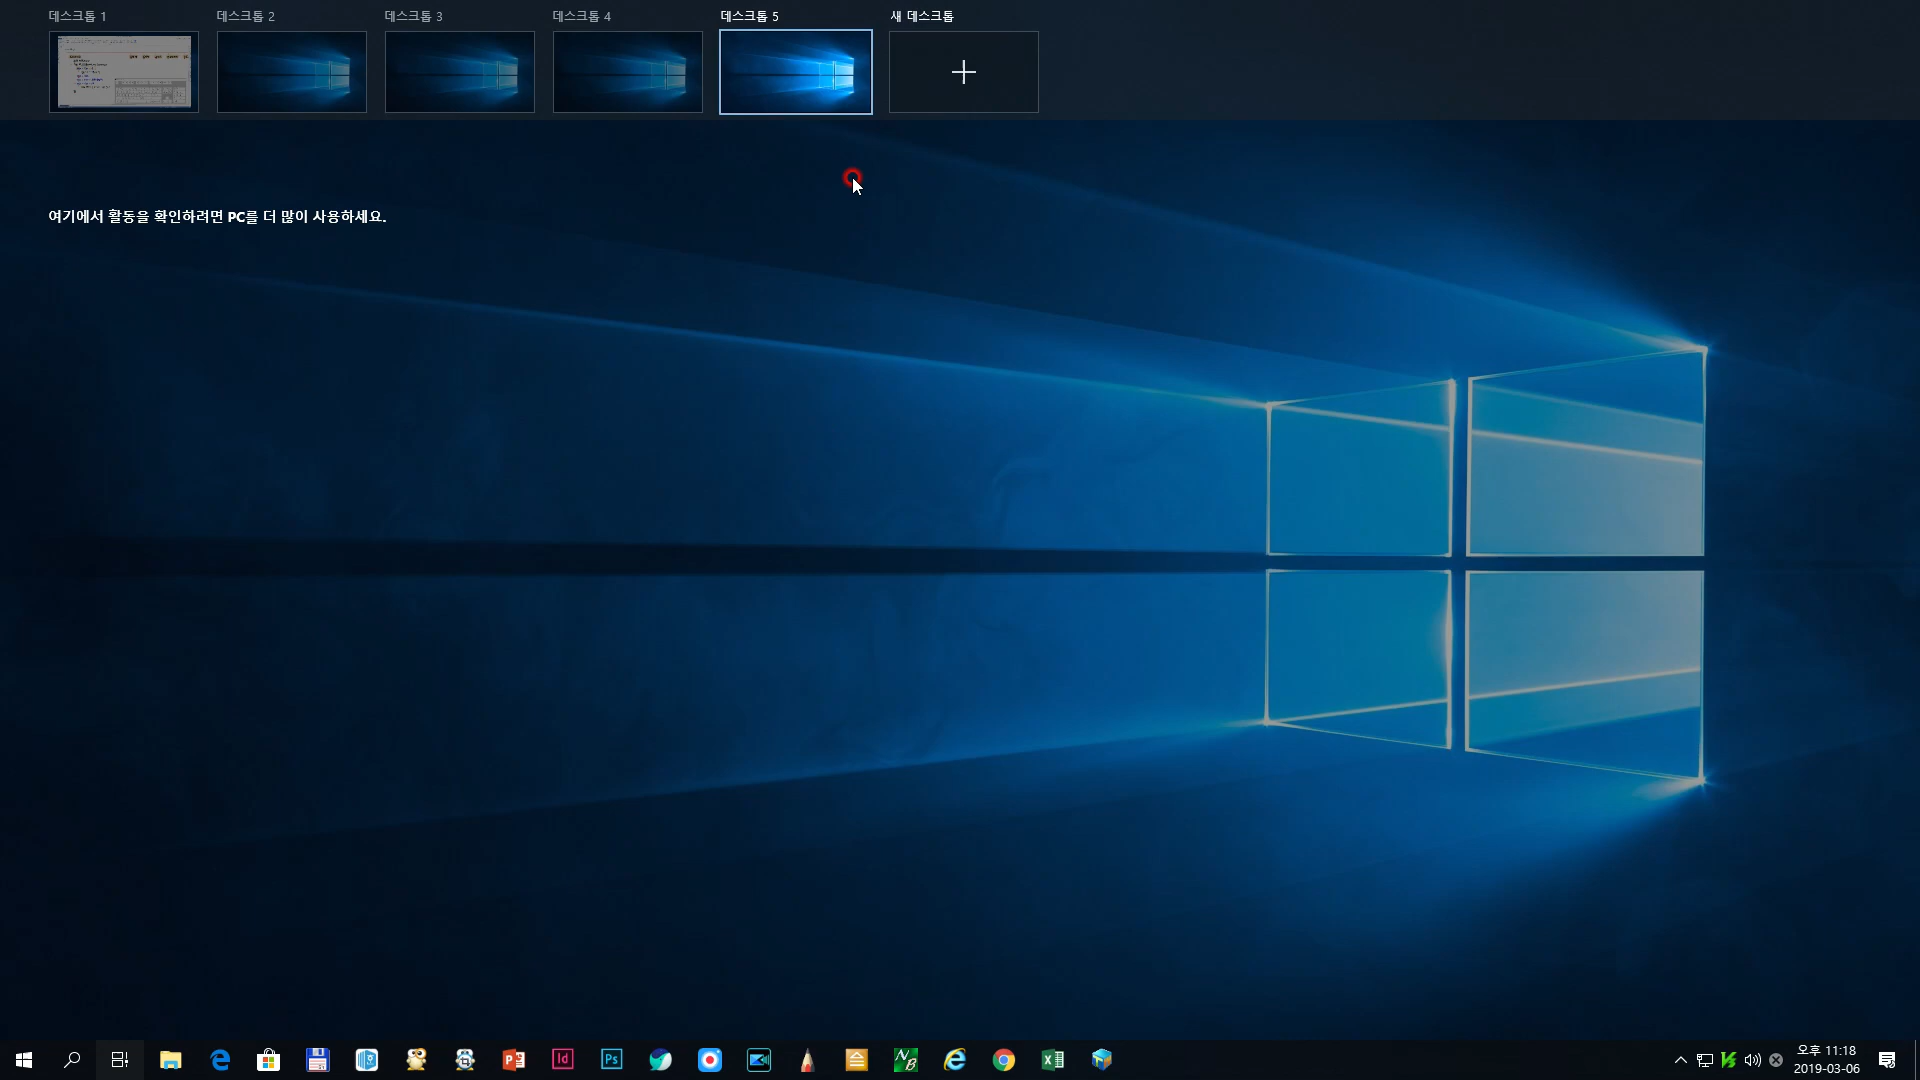 데스크톱 1
데스크톱 2
데스크톱 3
데스크톱 4
데스크톱 5
새 데스크톱
여기에서 활동을 확인하려면 PC를 더 많이 사용하세요.
Id
Ps
NB
오후 11:18
2019-03-06